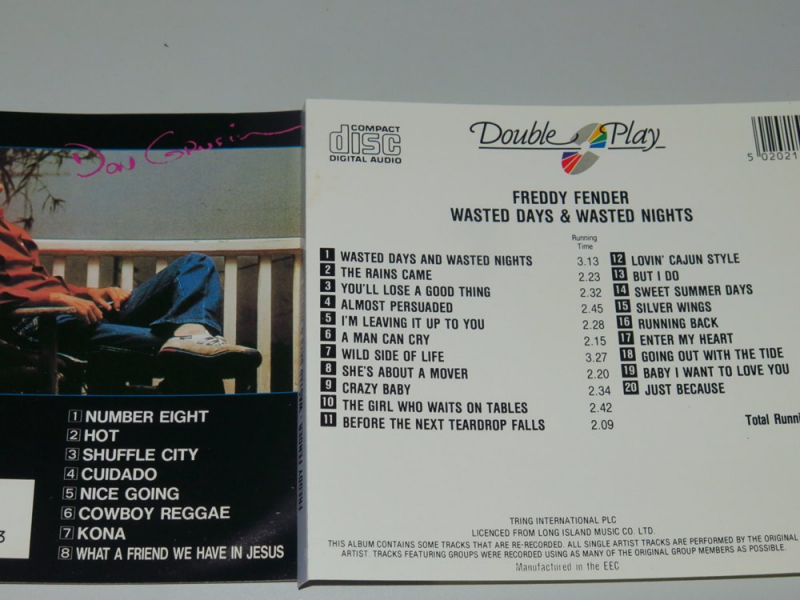 Don Grusin
1 NUMBER EIGHT
2 HOT
3 SHUFFLE CITY
4 CUIDADO
5 NICE GOING
6 COWBOY REGGAE
7 KONA
8 WHAT A FRIEND WE HAVE IN JESUS
3
COMPACT
disc
DIGITAL AUDIO
Double Play
5 02021
FREDDY FENDER
WASTED DAYS & WASTED NIGHTS
Running
Time
1 WASTED DAYS AND WASTED NIGHTS 3.13
2 THE RAINS CAME 2.23
3 YOU'LL LOSE A GOOD THING 2.32
4 ALMOST PERSUADED 2.45
5 I'M LEAVING IT UP TO YOU 2.28
6 A MAN CAN CRY 2.15
7 WILD SIDE OF LIFE 3.27
8 SHE'S ABOUT A MOVER 2.20
9 CRAZY BABY 2.34
10 THE GIRL WHO WAITS ON TABLES 2.42
11 BEFORE THE NEXT TEARDROP FALLS 2.09
12 LOVIN' CAJUN STYLE
13 BUT I DO
14 SWEET SUMMER DAYS
15 SILVER WINGS
16 RUNNING BACK
17 ENTER MY HEART
18 GOING OUT WITH THE TIDE
19 BABY I WANT TO LOVE YOU
20 JUST BECAUSE
Total Runni
TRING INTERNATIONAL PLC
LICENCED FROM LONG ISLAND MUSIC CO. LTD.
THIS ALBUM CONTAINS SOME TRACKS THAT ARE RE-RECORDED. ALL SINGLE ARTIST TRACKS ARE PERFORMED BY THE ORIGINAL
ARTIST. TRACKS FEATURING GROUPS WERE RECORDED USING AS MANY OF THE ORIGINAL GROUP MEMBERS AS POSSIBLE.
Manufactured in the EEC